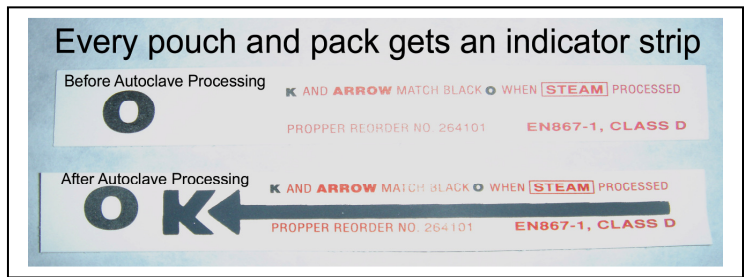 Every pouch and pack gets an indicator strip
Before Autoclave Processing
O
K AND ARROW MATCH BLACK O WHEN STEAM PROCESSED
PROPPER REORDER NO. 264101 EN867-1, CLASS D
After Autoclave Processing
OK
K AND ARROW MATCH BLACK O WHEN STEAM PROCESSED
PROPPER REORDER NO. 264101 EN867-1, CLASS D